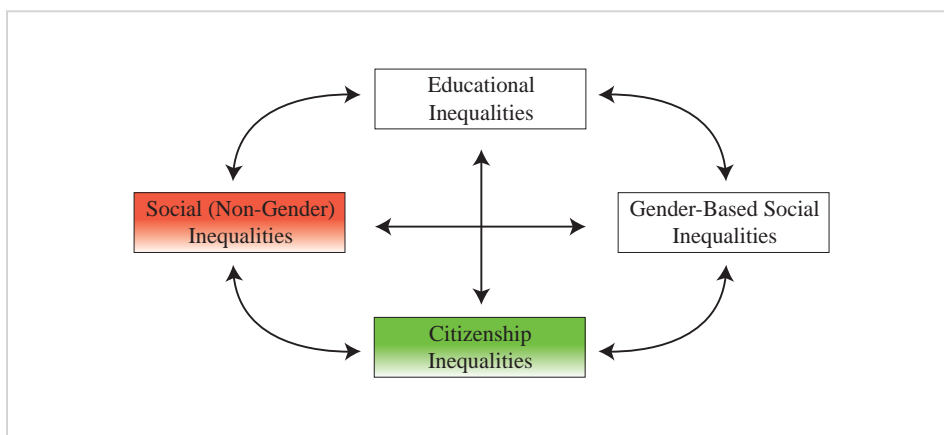 Educational
Inequalities
Social (Non-Gender)
Inequalities
Gender-Based Social
Inequalities
Citizenship
Inequalities